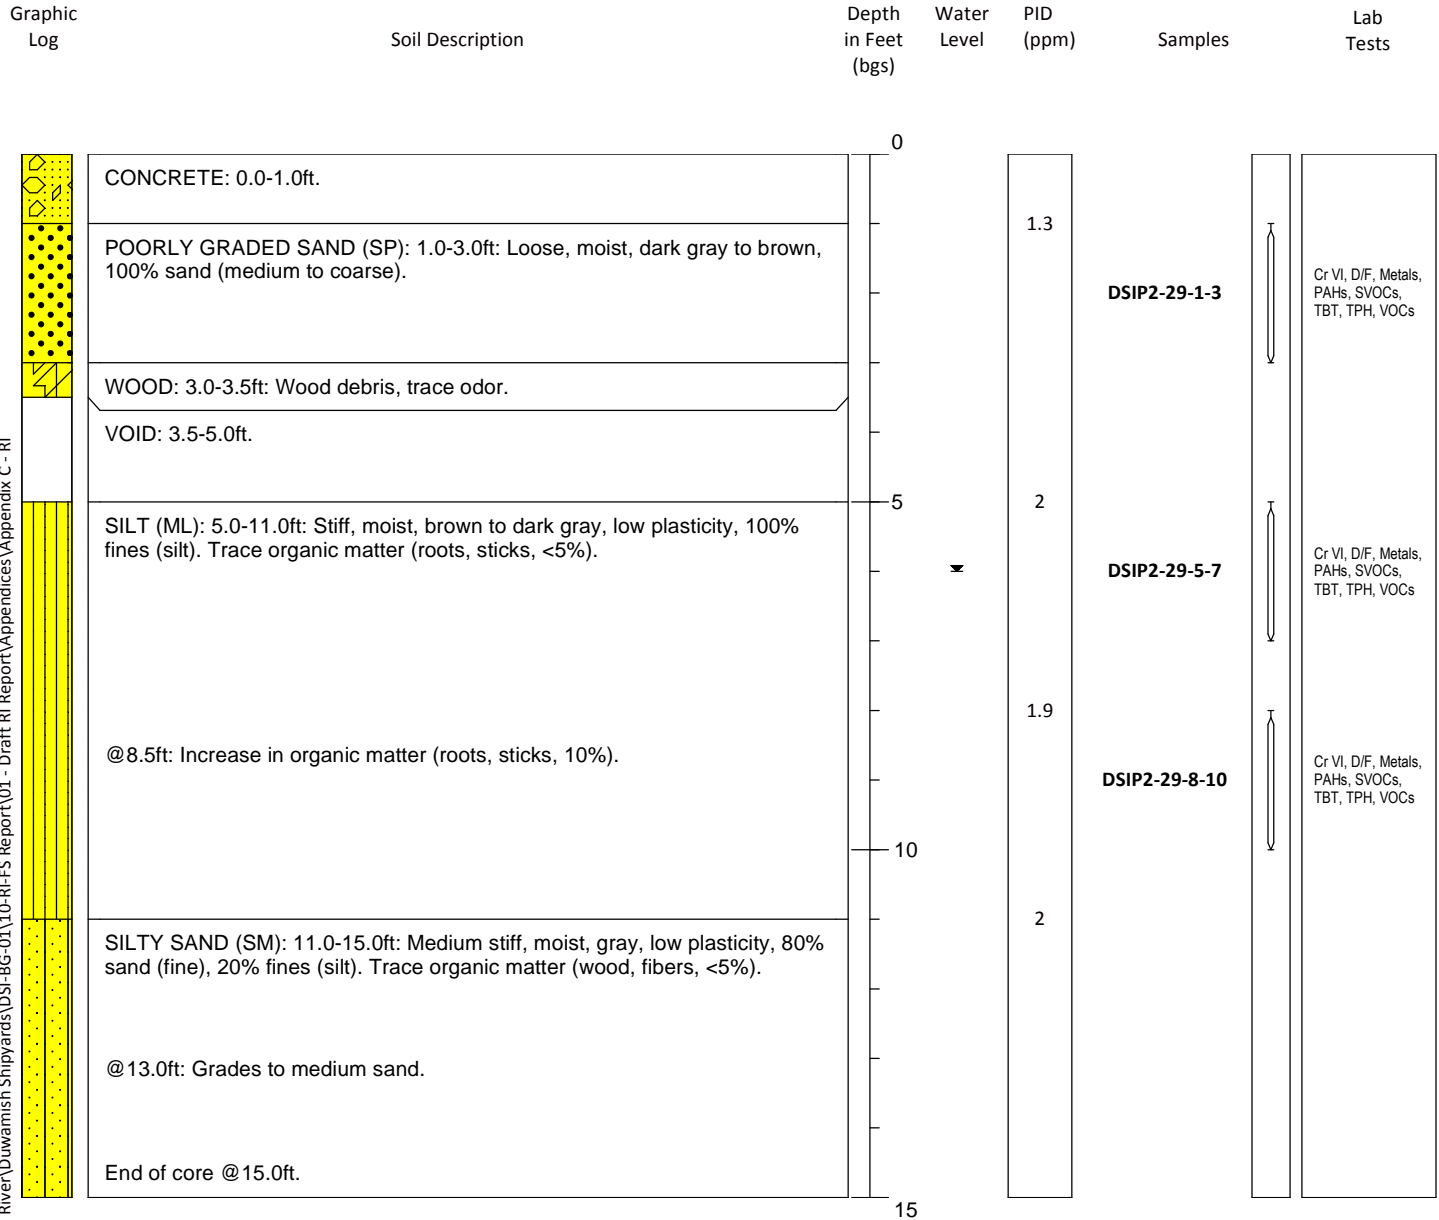 Graphic
Log
Soil Description
Depth
in Feet
(bgs)
Water
Level
PID
(ppm)
Samples
Lab
Tests
0
CONCRETE: 0.0-1.0ft.
1.3
POORLY GRADED SAND (SP): 1.0-3.0ft: Loose, moist, dark gray to brown,
100% sand (medium to coarse).
DSIP2-29-1-3
Cr VI, D/F, Metals,
PAHs, SVOCs,
TBT, TPH, VOCs
WOOD: 3.0-3.5ft: Wood debris, trace odor.
VOID: 3.5-5.0ft.
5
2
SILT (ML): 5.0-11.0ft: Stiff, moist, brown to dark gray, low plasticity, 100%
fines (silt). Trace organic matter (roots, sticks, <5%).
DSIP2-29-5-7
Cr VI, D/F, Metals,
PAHs, SVOCs,
TBT, TPH, VOCs
1.9
@8.5ft: Increase in organic matter (roots, sticks, 10%).
DSIP2-29-8-10
Cr VI, D/F, Metals,
PAHs, SVOCs,
TBT, TPH, VOCs
10
2
SILTY SAND (SM): 11.0-15.0ft: Medium stiff, moist, gray, low plasticity, 80%
sand (fine), 20% fines (silt). Trace organic matter (wood, fibers, <5%).
@13.0ft: Grades to medium sand.
End of core @15.0ft.
15
River\Duwamish Shipyards\DSI-BG-01\10-RI-FS Report\01 - Draft RI Report\Appendices\Appendix C - RI